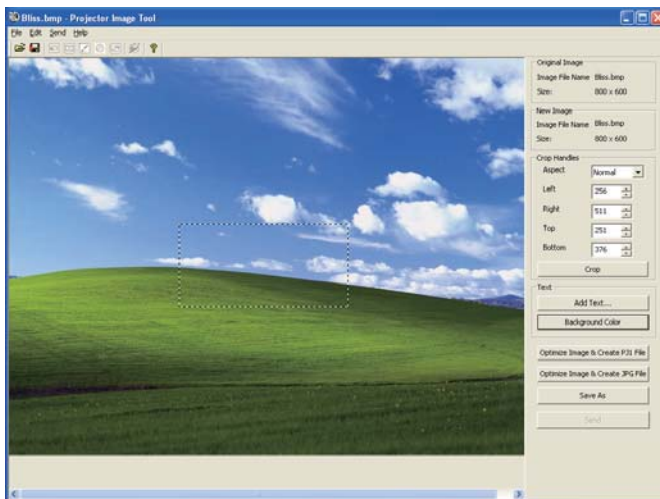 Bliss.bmp - Projector Image Tool
File Edit Send Help
Original Image
Image File Name Bliss.bmp
Size: 800 x 600
New Image
Image File Name Bliss.bmp
Size: 800 x 600
Crop Handles
Aspect Normal
Left 256
Right 511
Top 251
Bottom 376
Crop
Text
Add Text...
Background Color
Optimize Image & Create PJI File
Optimize Image & Create JPG File
Save As
Send